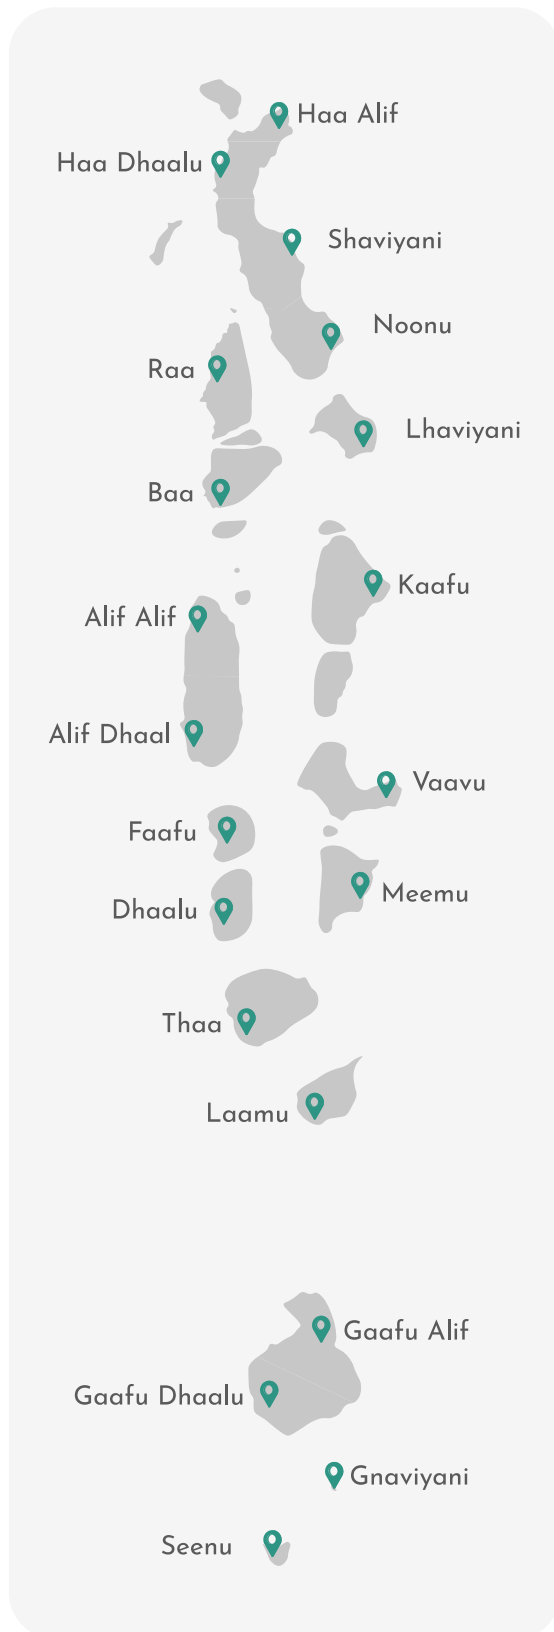 Haa Alif
Haa Dhaalu
Shaviyani
Noonu
Raa
Lhaviyani
Baa
Kaafu
Alif Alif
Alif Dhaal
Vaavu
Faafu
Meemu
Dhaalu
Thaa
Laamu
Gaafu Alif
Gaafu Dhaalu
Gnaviyani
Seenu